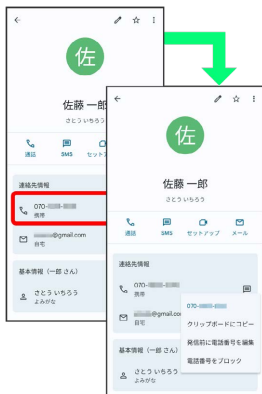 佐
佐藤 一郎
さとう いちろう
通話 SMS セットア
連絡先情報
070-
携帯
@gmail.com
自宅
基本情報（一郎 さん）
さとう いちろう
よみがな
佐
佐藤 一郎
さとう いちろう
通話 SMS セットアップ メール
連絡先情報
070-
携帯
@gmail.co
自宅
070-
クリップボードにコピー
発信前に電話番号を編集
電話番号をブロック
基本情報（一郎 さん）
さとう いちろう
よみがな